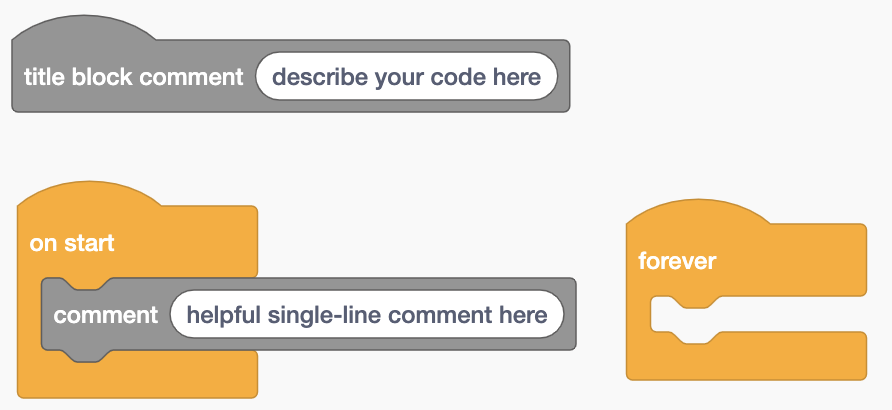 title block comment describe your code here
on start
forever
comment helpful single-line comment here